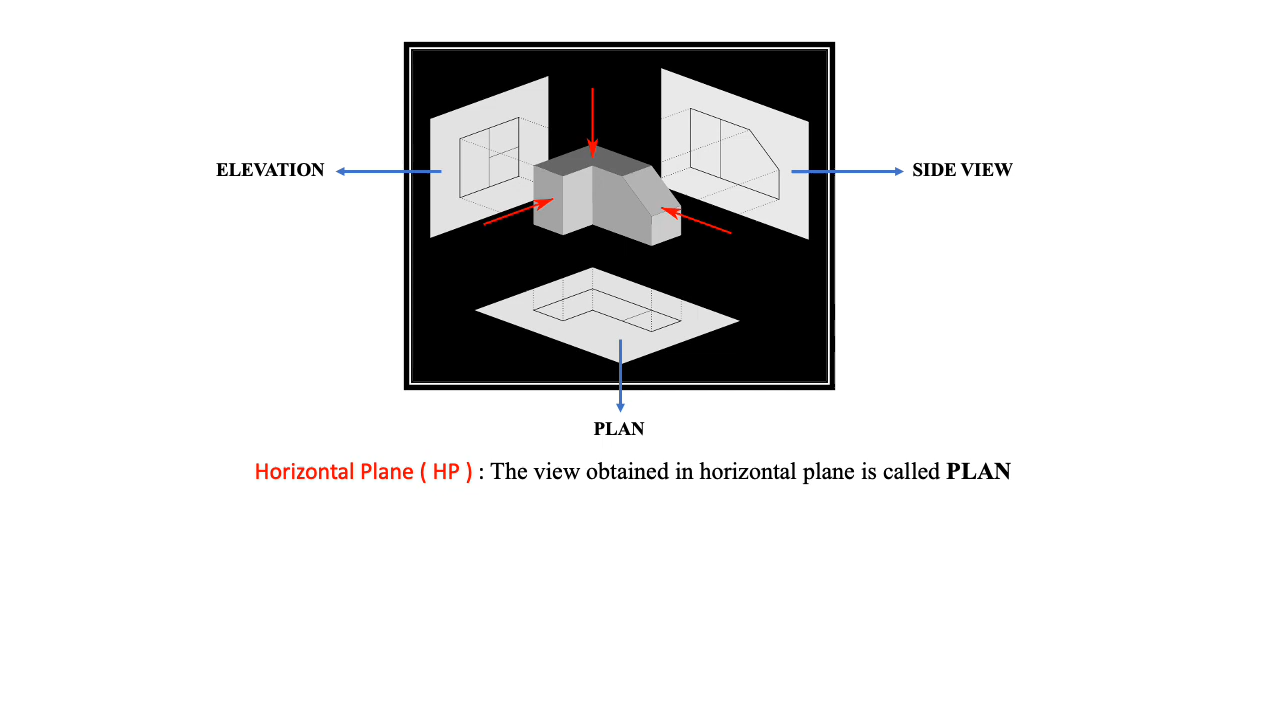 ELEVATION
SIDE VIEW
PLAN
Horizontal Plane ( HP ) : The view obtained in horizontal plane is called PLAN